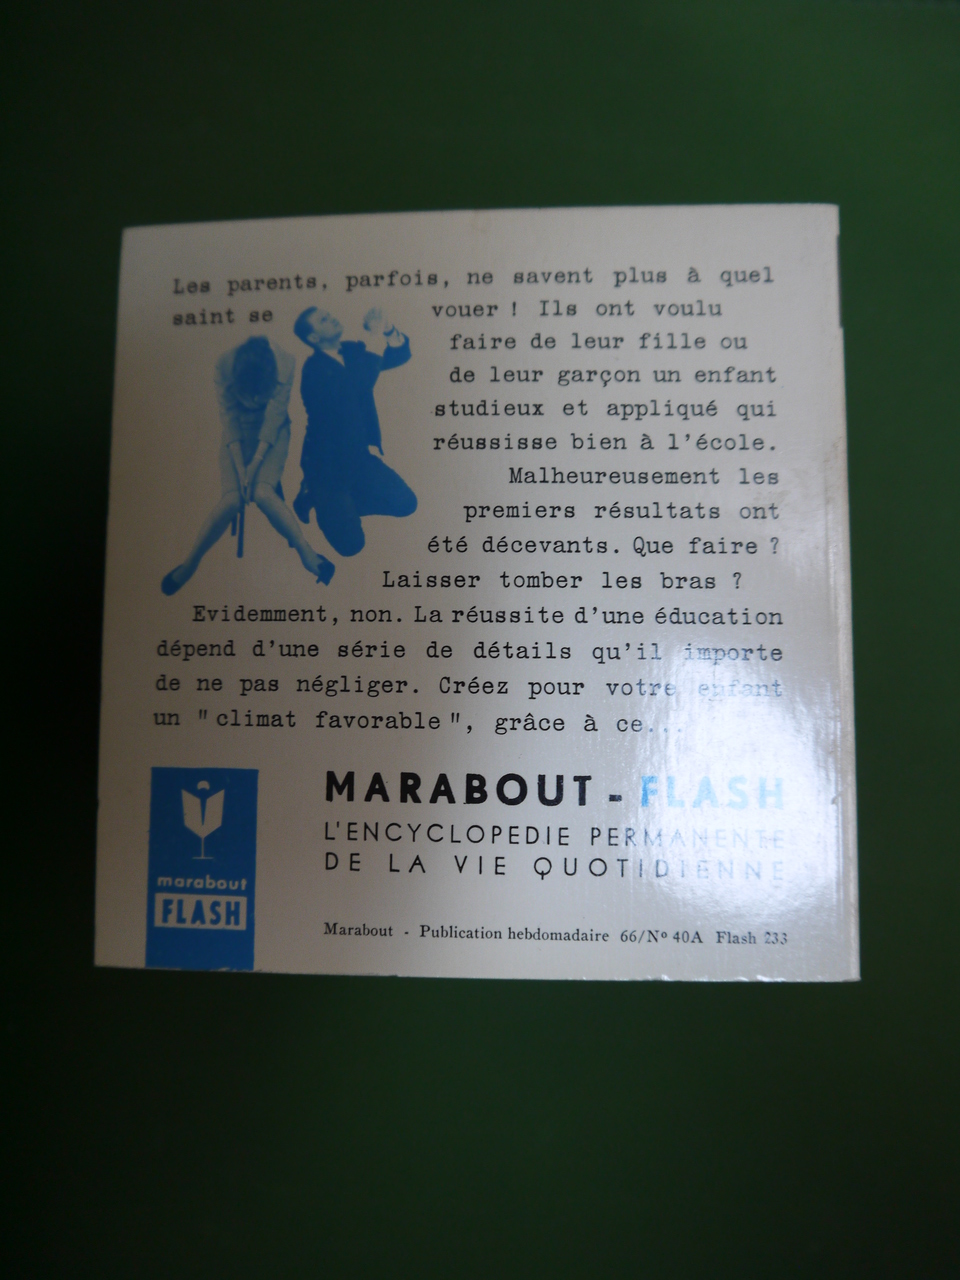 Les parents, parfois, ne savent plus à quel
saint se vouer ! Ils ont voulu
faire de leur fille ou
de leur garçon un enfant
studieux et appliqué qui
réussisse bien à l'école.
Malheureusement les
premiers résultats ont
été décevants. Que faire ?
Laisser tomber les bras ?
Evidemment, non. La réussite d'une éducation
dépend d'une série de détails qu'il importe
de ne pas négliger. Créez pour votre enfant
un "climat favorable", grâce à ce...
MARABOUT - FLASH
L'ENCYCLOPEDIE PERMANENTE
DE LA VIE QUOTIDIENNE
marabout
FLASH
Marabout - Publication hebdomadaire 66/Nº 40A Flash 233